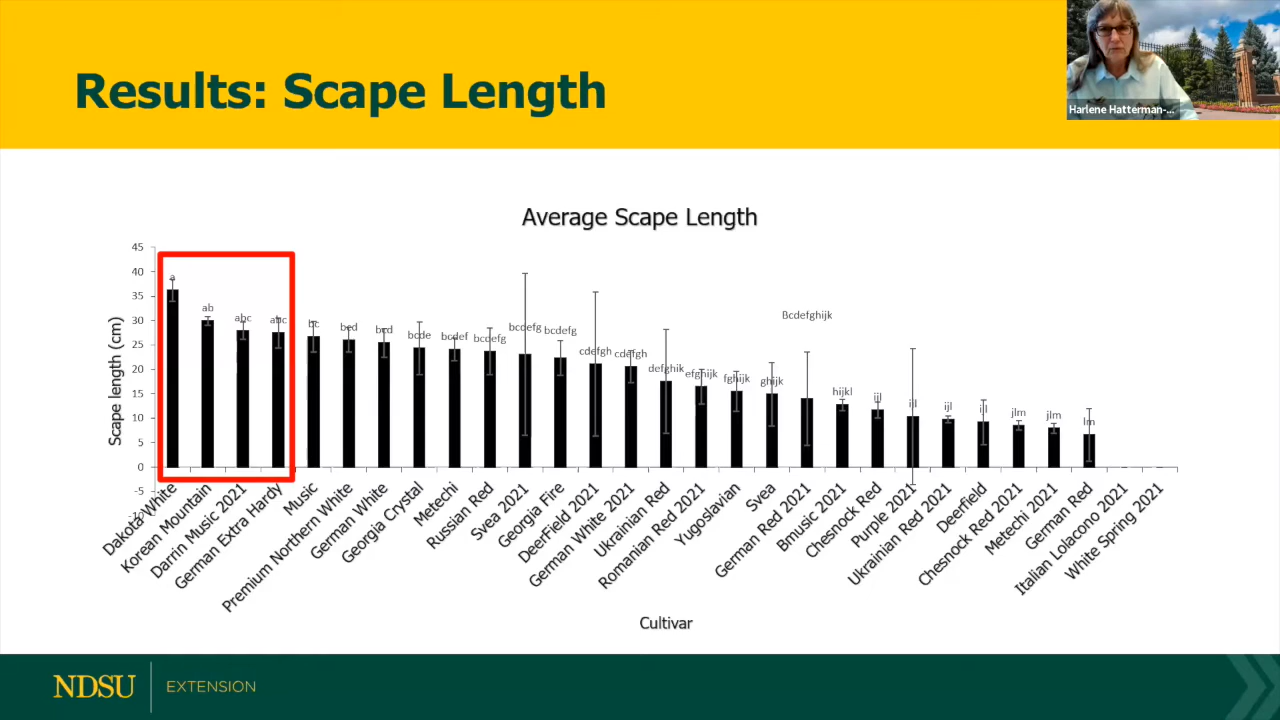 Results: Scape Length
Harlene Hatterman-...
Average Scape Length
Scape length (cm)
45
40
35
30
25
20
15
10
5
0
-5
-10
a
ab
abc
abc
bc
bcd
bcd
bcde
bcdef
bcdefg
bcdefg
bcdefg
cdefgh
cdefgh
defghik
efghijk
fghijk
ghijk
Bcdefghijk
hijkl
ijl
ijl
ijl
ijl
jlm
jlm
lm
Dakota White
Korean Mountain
Darrin Music 2021
German Extra Hardy
Music
Premium Northern White
German White
Georgia Crystal
Metechi
Russian Red
Svea 2021
Georgia Fire
DeerField 2021
German White 2021
Ukrainian Red
Romanian Red 2021
Yugoslavian
Svea
German Red 2021
Bmusic 2021
Chesnock Red
Purple 2021
Ukrainian Red 2021
Deerfield
Chesnock Red 2021
Metechi 2021
German Red
Italian Lolacono 2021
White Spring 2021
Cultivar
NDSU EXTENSION